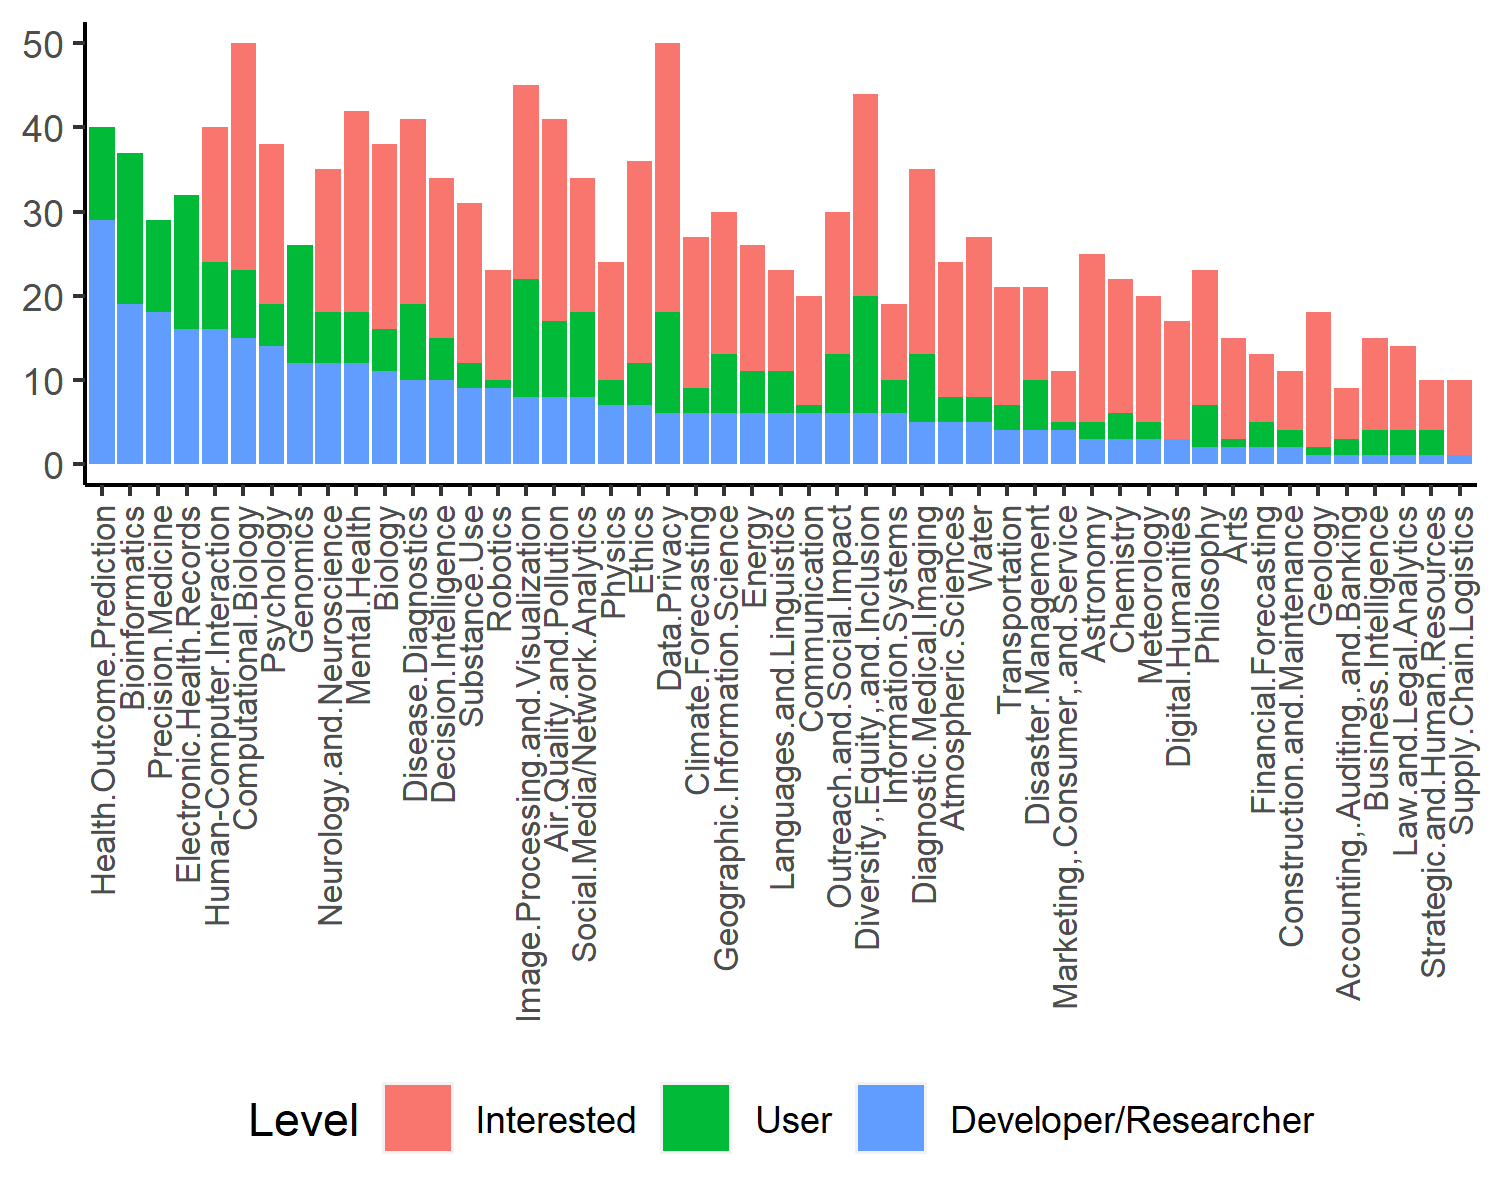 50
40
30
20
10
0
Health.Outcome.Prediction
Bioinformatics
Precision.Medicine
Electronic.Health.Records
Human-Computer.Interaction
Computational.Biology
Psychology
Genomics
Neurology.and.Neuroscience
Mental.Health
Biology
Disease.Diagnostics
Decision.Intelligence
Substance.Use
Robotics
Image.Processing.and.Visualization
Air.Quality.and.Pollution
Social.Media/Network.Analytics
Physics
Ethics
Data.Privacy
Climate.Forecasting
Geographic.Information.Science
Energy
Languages.and.Linguistics
Communication
Outreach.and.Social.Impact
Diversity,.Equity,.and.Inclusion
Information.Systems
Diagnostic.Medical.Imaging
Atmospheric.Sciences
Water
Transportation
Disaster.Management
Marketing,.Consumer,.and.Service
Astronomy
Chemistry
Meteorology
Digital.Humanities
Philosophy
Arts
Financial.Forecasting
Construction.and.Maintenance
Geology
Accounting,.Auditing,.and.Banking
Business.Intelligence
Law.and.Legal.Analytics
Strategic.and.Human.Resources
Supply.Chain.Logistics
Level Interested User Developer/Researcher